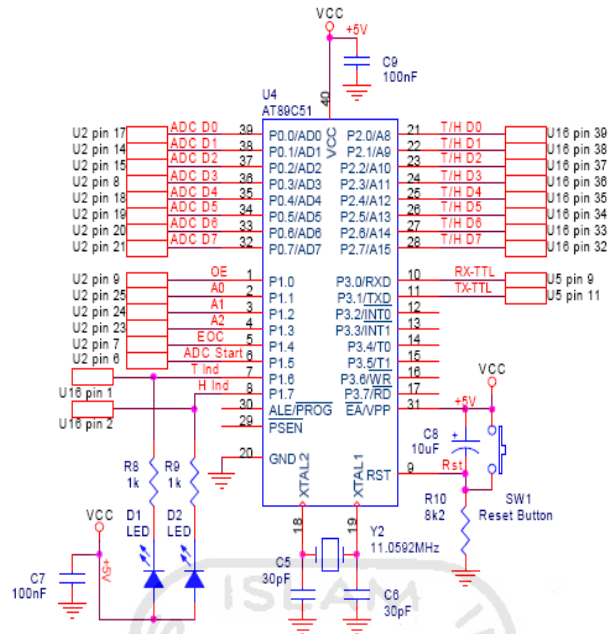 VCC
+5V
C9
100nF
U4
AT89C51
40
VCC
U2 pin 17 ADC D0 39 P0.0/AD0
U2 pin 14 ADC D1 38 P0.1/AD1
U2 pin 15 ADC D2 37 P0.2/AD2
U2 pin 8 ADC D3 36 P0.3/AD3
U2 pin 18 ADC D4 35 P0.4/AD4
U2 pin 19 ADC D5 34 P0.5/AD5
U2 pin 20 ADC D6 33 P0.6/AD6
U2 pin 21 ADC D7 32 P0.7/AD7
P2.0/A8 21 T/H D0 U16 pin 39
P2.1/A9 22 T/H D1 U16 pin 38
P2.2/A10 23 T/H D2 U16 pin 37
P2.3/A11 24 T/H D3 U16 pin 36
P2.4/A12 25 T/H D4 U16 pin 35
P2.5/A13 26 T/H D5 U16 pin 34
P2.6/A14 27 T/H D6 U16 pin 33
P2.7/A15 28 T/H D7 U16 pin 32
U2 pin 9 OE 1 P1.0
U2 pin 25 A0 2 P1.1
U2 pin 24 A1 3 P1.2
U2 pin 23 A2 4 P1.3
U2 pin 7 EOC 5 P1.4
U2 pin 6 ADC Start 6 P1.5
U16 pin 1 T Ind 7 P1.6
U16 pin 2 H Ind 8 P1.7
P3.0/RXD 10 RX-TTL U5 pin 9
P3.1/TXD 11 TX-TTL U5 pin 11
P3.2/INT0 12
P3.3/INT1 13
P3.4/T0 14
P3.5/T1 15
P3.6/WR 16
P3.7/RD 17
30 ALE/PROG
29 PSEN
20 GND
EA/VPP 31 +5V
VCC
C8
10uF
RST 9 Rst
R10
8k2
SW1
Reset Button
XTAL2
XTAL1
18
19
Y2
11.0592MHz
R8
1k
R9
1k
D1
LED
D2
LED
VCC
+5V
C7
100nF
C5
30pF
C6
30pF
ISLAM